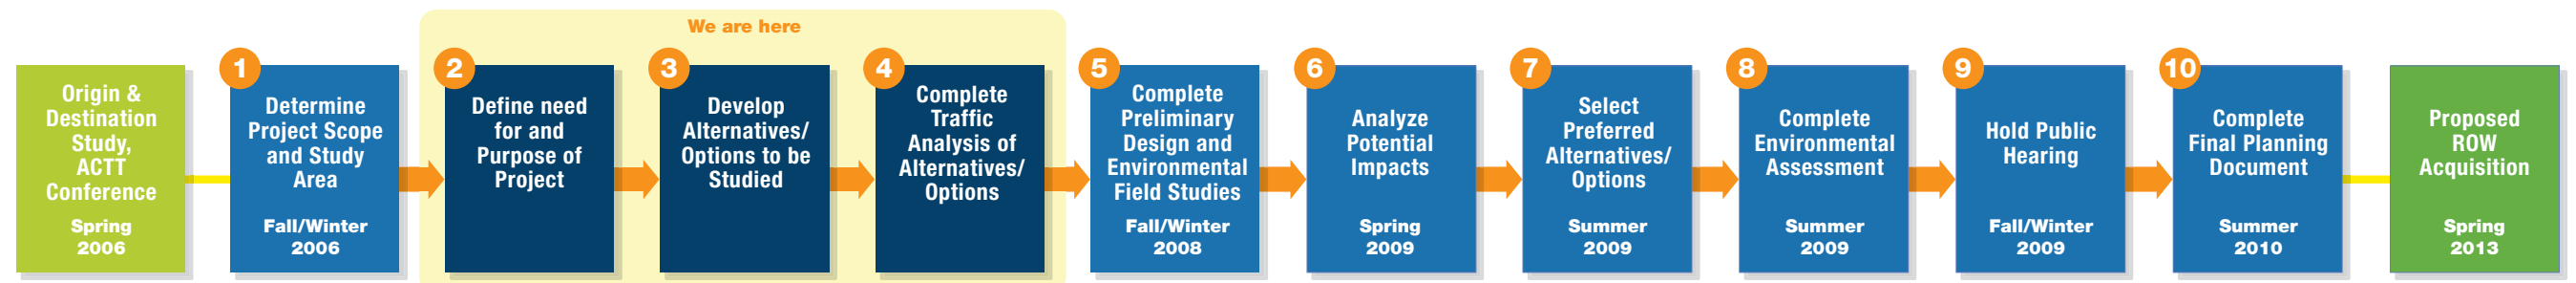 We are here
Origin &
Destination
Study,
ACTT
Conference
Spring
2006
1
Determine
Project Scope
and Study
Area
Fall/Winter
2006
2
Define need
for and
Purpose of
Project
3
Develop
Alternatives/
Options to be
Studied
4
Complete
Traffic
Analysis of
Alternatives/
Options
5
Complete
Preliminary
Design and
Environmental
Field Studies
Fall/Winter
2008
6
Analyze
Potential
Impacts
Spring
2009
7
Select
Preferred
Alternatives/
Options
Summer
2009
8
Complete
Environmental
Assessment
Summer
2009
9
Hold Public
Hearing
Fall/Winter
2009
10
Complete
Final Planning
Document
Summer
2010
Proposed
ROW
Acquisition
Spring
2013